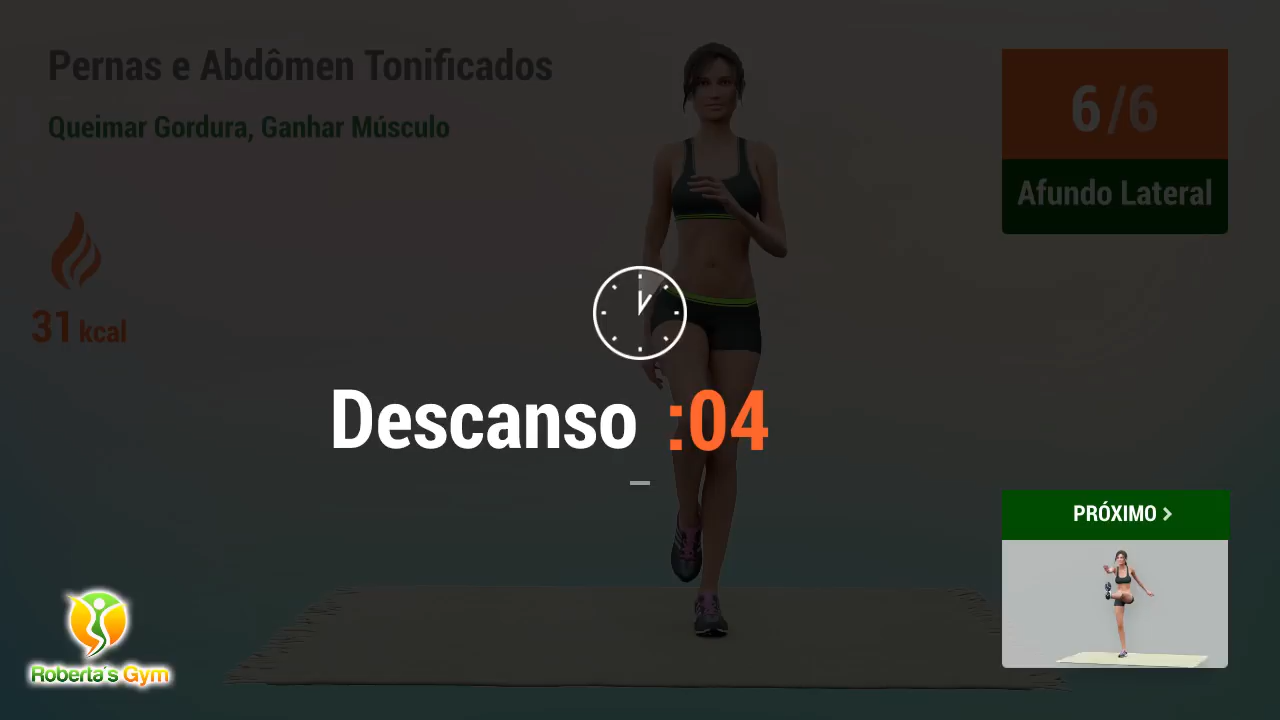 Pernas e Abdômen Tonificados
Queimar Gordura, Ganhar Músculo
6/6
Afundo Lateral
31 kcal
Descanso :04
PRÓXIMO >
Roberta´s Gym